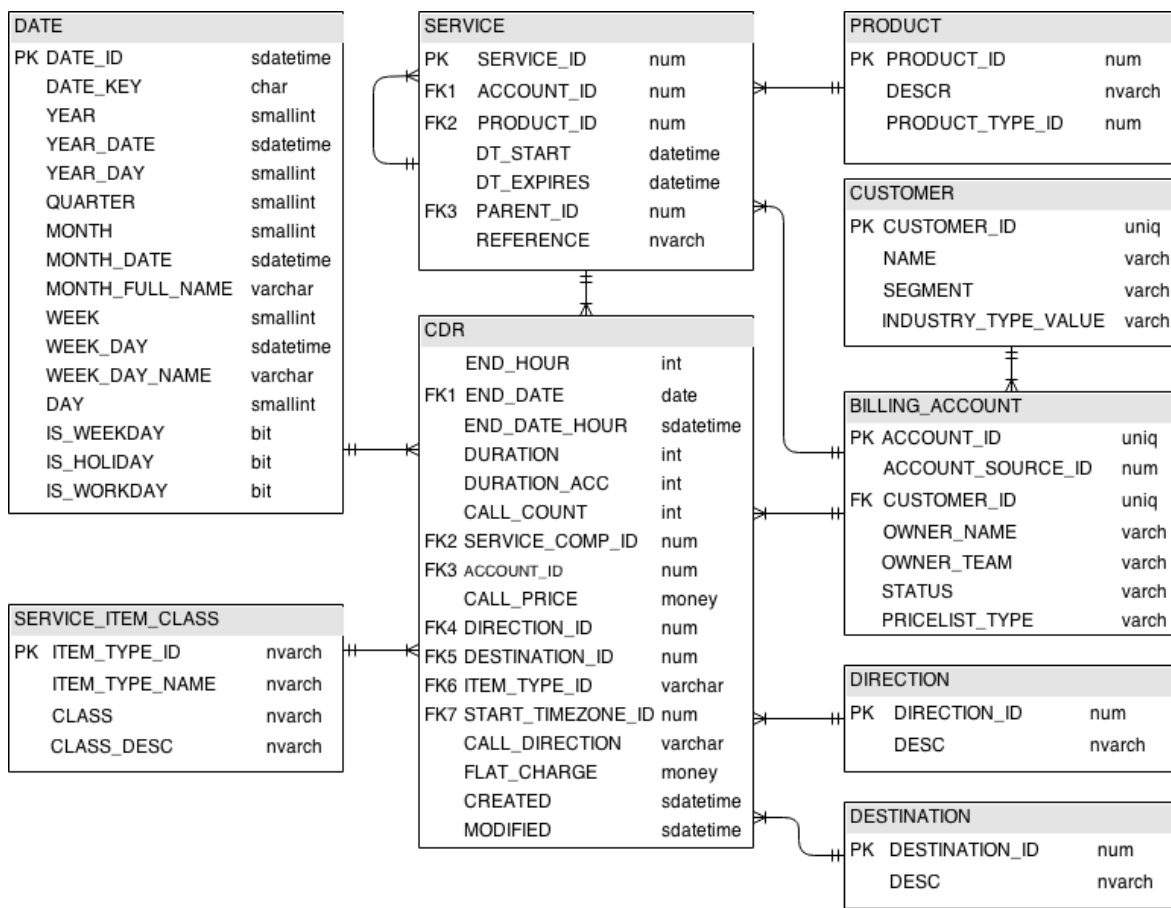 DATE
PK DATE_ID sdatetime
DATE_KEY char
YEAR smallint
YEAR_DATE sdatetime
YEAR_DAY smallint
QUARTER smallint
MONTH smallint
MONTH_DATE sdatetime
MONTH_FULL_NAME varchar
WEEK smallint
WEEK_DAY sdatetime
WEEK_DAY_NAME varchar
DAY smallint
IS_WEEKDAY bit
IS_HOLIDAY bit
IS_WORKDAY bit
SERVICE_ITEM_CLASS
PK ITEM_TYPE_ID nvarch
ITEM_TYPE_NAME nvarch
CLASS nvarch
CLASS_DESC nvarch
SERVICE
PK SERVICE_ID num
FK1 ACCOUNT_ID num
FK2 PRODUCT_ID num
DT_START datetime
DT_EXPIRES datetime
FK3 PARENT_ID num
REFERENCE nvarch
CDR
END_HOUR int
FK1 END_DATE date
END_DATE_HOUR sdatetime
DURATION int
DURATION_ACC int
CALL_COUNT int
FK2 SERVICE_COMP_ID num
FK3 ACCOUNT_ID num
CALL_PRICE money
FK4 DIRECTION_ID num
FK5 DESTINATION_ID num
FK6 ITEM_TYPE_ID varchar
FK7 START_TIMEZONE_ID num
CALL_DIRECTION varchar
FLAT_CHARGE money
CREATED sdatetime
MODIFIED sdatetime
PRODUCT
PK PRODUCT_ID num
DESCR nvarch
PRODUCT_TYPE_ID num
CUSTOMER
PK CUSTOMER_ID uniq
NAME varch
SEGMENT varch
INDUSTRY_TYPE_VALUE varch
BILLING_ACCOUNT
PK ACCOUNT_ID uniq
ACCOUNT_SOURCE_ID num
FK CUSTOMER_ID uniq
OWNER_NAME varch
OWNER_TEAM varch
STATUS varch
PRICELIST_TYPE varch
DIRECTION
PK DIRECTION_ID num
DESC nvarch
DESTINATION
PK DESTINATION_ID num
DESC nvarch